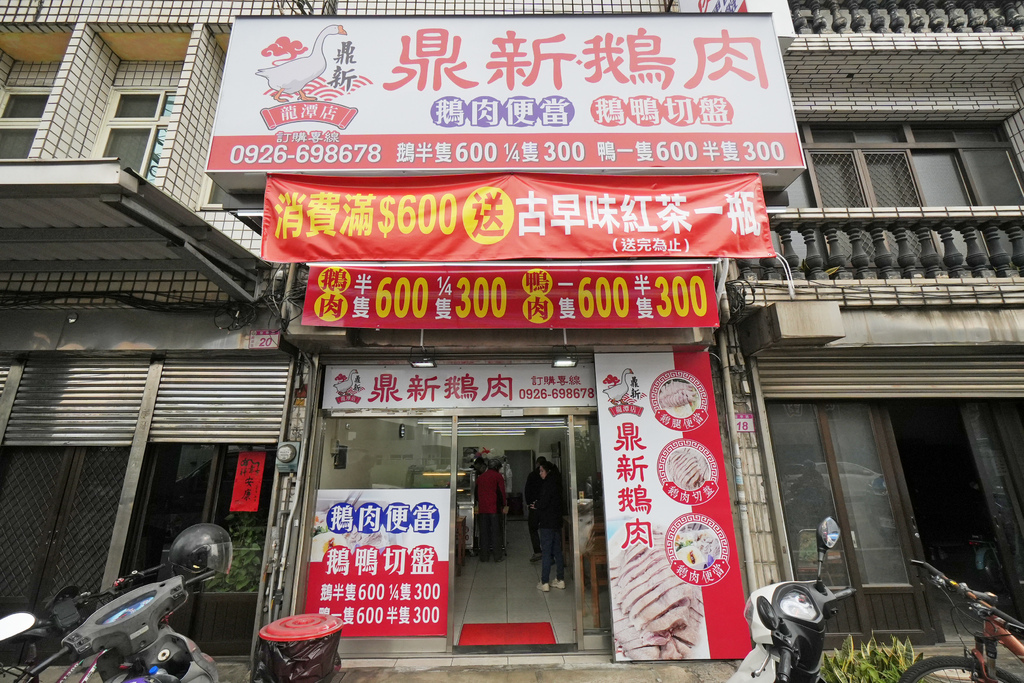 鼎新
龍潭店
訂購專線
0926-698678
鼎新·鵝肉
鵝肉便當 鵝鴨切盤
鵝半隻600 ¼隻300 鴨一隻600 半隻300
消費滿$600送古早味紅茶一瓶
(送完為止)
鵝肉 半隻600 ¼隻300 鴨肉 一隻600 半隻300
20
鼎新
鼎新鵝肉 訂購專線
0926-698678
鼎新
龍潭店
鼎新鵝肉
鵝腿便當
鵝肉切盤
鵝肉便當
18
鵝肉便當
鵝鴨切盤
鵝半隻600 ¼隻300
鴨一隻600 半隻300